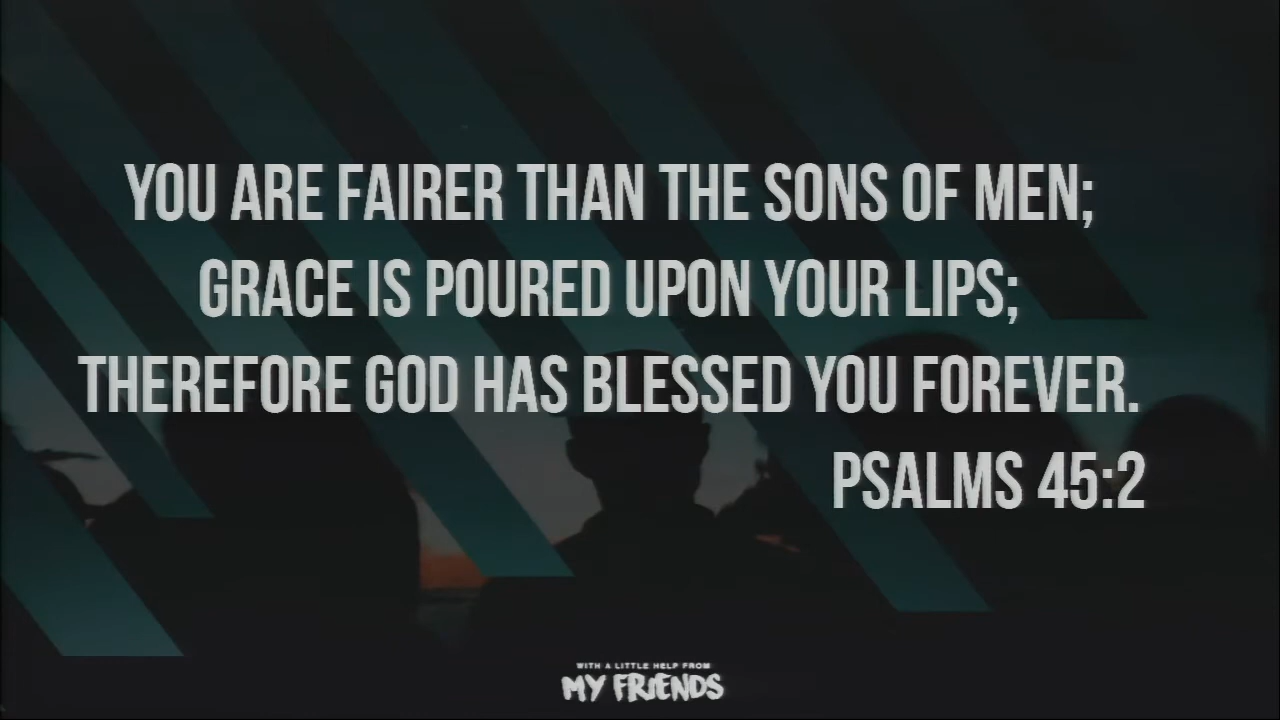 YOU ARE FAIRER THAN THE SONS OF MEN;
GRACE IS POURED UPON YOUR LIPS;
THEREFORE GOD HAS BLESSED YOU FOREVER.
PSALMS 45:2
WITH A LITTLE HELP FROM
MY FRIENDS